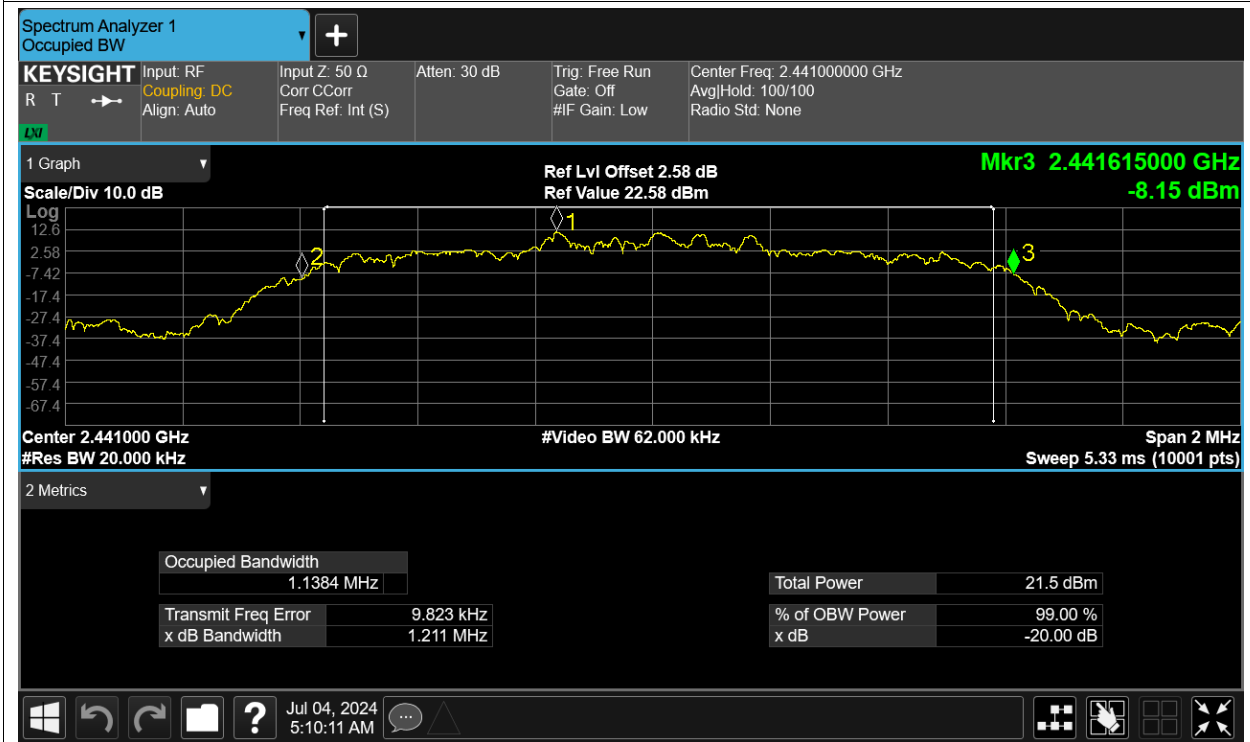 Spectrum Analyzer 1
Occupied BW
+
KEYSIGHT
R T
LXI
Input: RF
Coupling: DC
Align: Auto
Input Z: 50 Ω
Corr CCorr
Freq Ref: Int (S)
Atten: 30 dB
Trig: Free Run
Gate: Off
#IF Gain: Low
Center Freq: 2.441000000 GHz
Avg|Hold: 100/100
Radio Std: None
1 Graph
Scale/Div 10.0 dB
Ref Lvl Offset 2.58 dB
Ref Value 22.58 dBm
Mkr3 2.441615000 GHz
-8.15 dBm
Log
12.6
2.58
-7.42
-17.4
-27.4
-37.4
-47.4
-57.4
-67.4
1
2
3
Center 2.441000 GHz
#Res BW 20.000 kHz
#Video BW 62.000 kHz
Span 2 MHz
Sweep 5.33 ms (10001 pts)
2 Metrics
Occupied Bandwidth
1.1384 MHz
Transmit Freq Error 9.823 kHz
x dB Bandwidth 1.211 MHz
Total Power 21.5 dBm
% of OBW Power 99.00 %
x dB -20.00 dB
?
Jul 04, 2024
5:10:11 AM